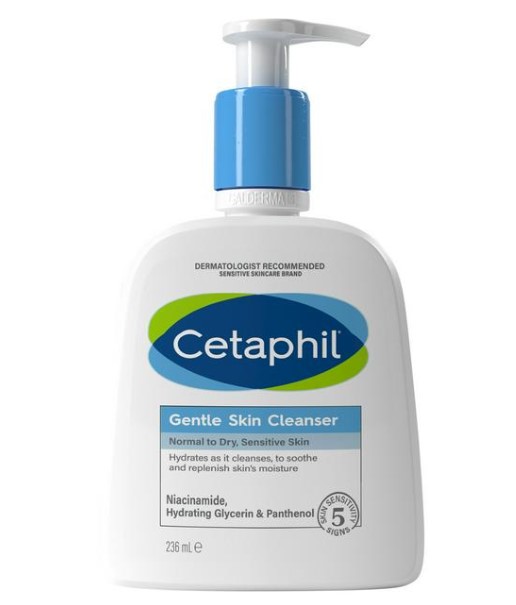 GALDERMA
DERMATOLOGIST RECOMMENDED
SENSITIVE SKINCARE BRAND
Cetaphil®
Gentle Skin Cleanser
Normal to Dry, Sensitive Skin
Hydrates as it cleanses, to soothe
and replenish skin's moisture
Niacinamide,
Hydrating Glycerin & Panthenol
SKIN SENSITIVITY
5
SIGNS
236 mL ℮